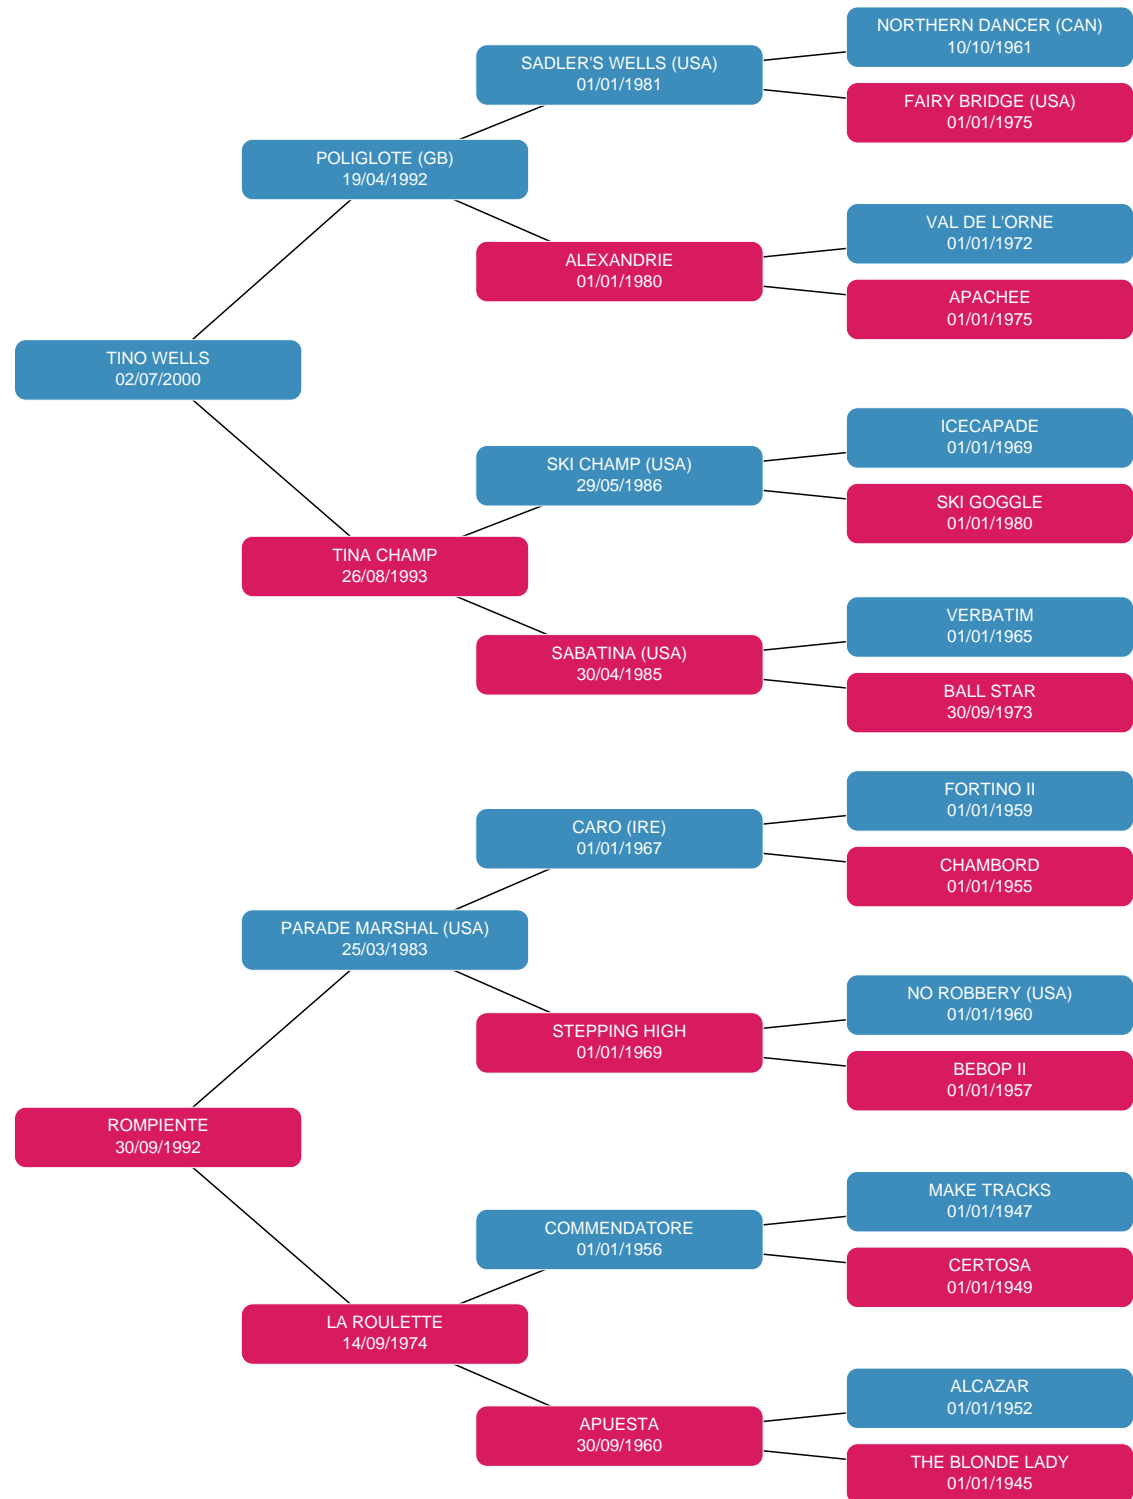 NORTHERN DANCER (CAN)
10/10/1961
SADLER'S WELLS (USA)
01/01/1981
FAIRY BRIDGE (USA)
01/01/1975
POLIGLOTE (GB)
19/04/1992
VAL DE L'ORNE
01/01/1972
ALEXANDRIE
01/01/1980
APACHEE
01/01/1975
TINO WELLS
02/07/2000
ICECAPADE
01/01/1969
SKI CHAMP (USA)
29/05/1986
SKI GOGGLE
01/01/1980
TINA CHAMP
26/08/1993
VERBATIM
01/01/1965
SABATINA (USA)
30/04/1985
BALL STAR
30/09/1973
FORTINO II
01/01/1959
CARO (IRE)
01/01/1967
CHAMBORD
01/01/1955
PARADE MARSHAL (USA)
25/03/1983
NO ROBBERY (USA)
01/01/1960
STEPPING HIGH
01/01/1969
BEBOP II
01/01/1957
ROMPIENTE
30/09/1992
MAKE TRACKS
01/01/1947
COMMENDATORE
01/01/1956
CERTOSA
01/01/1949
LA ROULETTE
14/09/1974
ALCAZAR
01/01/1952
APUESTA
30/09/1960
THE BLONDE LADY
01/01/1945